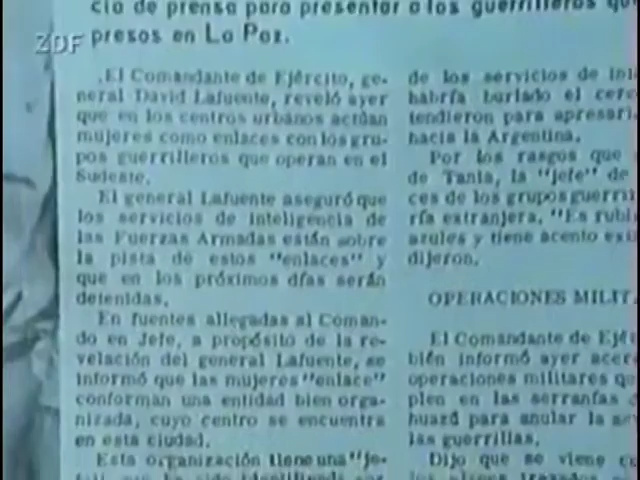 cia de prensa para presentar a los guerrilleros que
presos en La Paz.
ZDF
El Comandante de Ejército, ge-
neral David Lafuente, reveló ayer
que en los centros urbanos actúan
mujeres como enlaces con los gru-
pos guerrilleros que operan en el
Sudeste.
El general Lafuente aseguró que
los servicios de inteligencia de
las Fuerzas Armadas están sobre
la pista de estos "enlaces" y
que en los próximos días serán
detenidas.
En fuentes allegadas al Coman-
do en Jefe, a propósito de la re-
velación del general Lafuente, se
informó que las mujeres "enlace"
conforman una entidad bien orga-
nizada, cuyo centro se encuentra
en esta ciudad.
Esta organización tiene una "je-
de los servicios de
habría burlado el
tendieron para
hacia la Argentina.
Por los rasgos que
de Tania, la "jefe" de
ces de los grupos
ría extranjera. "Es
azules y tiene acento
dijeron.
OPERACIONES
El Comandante de
bién informó ayer
operaciones militares
plen en las
huazú para anular la
las guerrillas.
Dijo que se viene